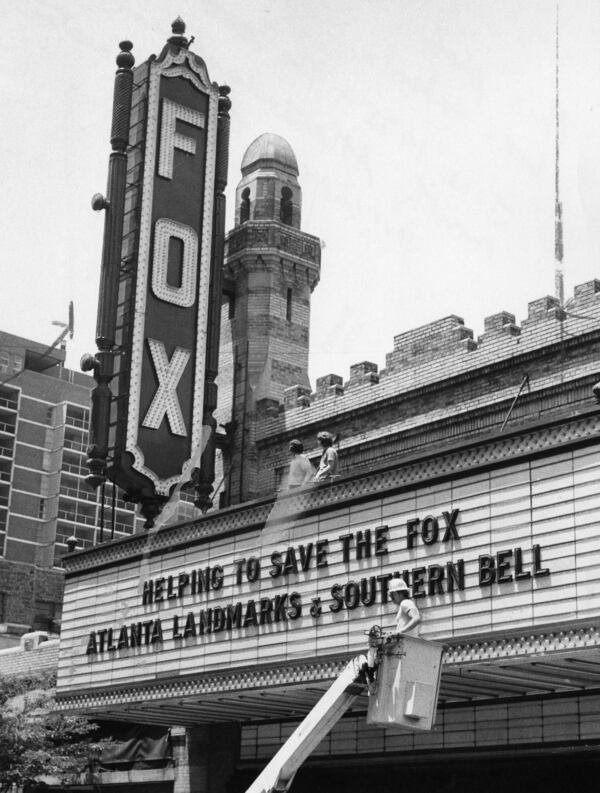 FOX
HELPING TO SAVE THE FOX
ATLANTA LANDMARKS & SOUTHERN BELL